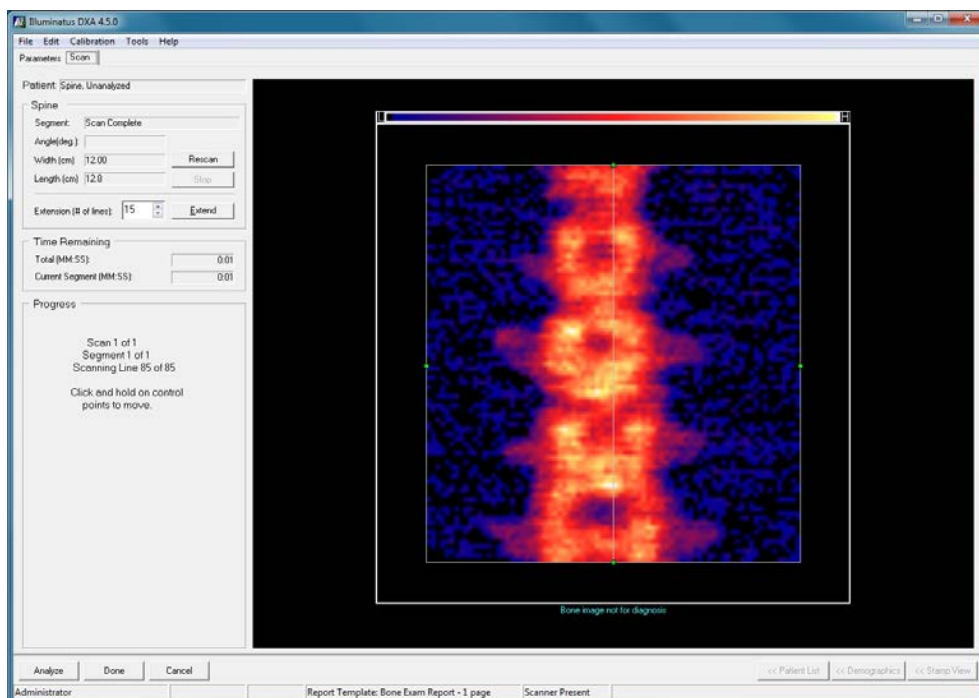 Illuminatus DXA 4.5.0
File Edit Calibration Tools Help
Parameters Scan
Patient: Spine, Unanalyzed
Spine
Segment: Scan Complete
Angle(deg.):
Width (cm) 12.00 Rescan
Length (cm) 12.8 Stop
Extension (# of lines): 15 Extend
Time Remaining
Total (MM:SS): 0:01
Current Segment (MM:SS): 0:01
Progress
Scan 1 of 1
Segment 1 of 1
Scanning Line 85 of 85
Click and hold on control
points to move.
L H
Bone image not for diagnosis
Analyze Done Cancel << Patient List << Demographics << Stamp View
Administrator Report Template: Bone Exam Report - 1 page Scanner Present